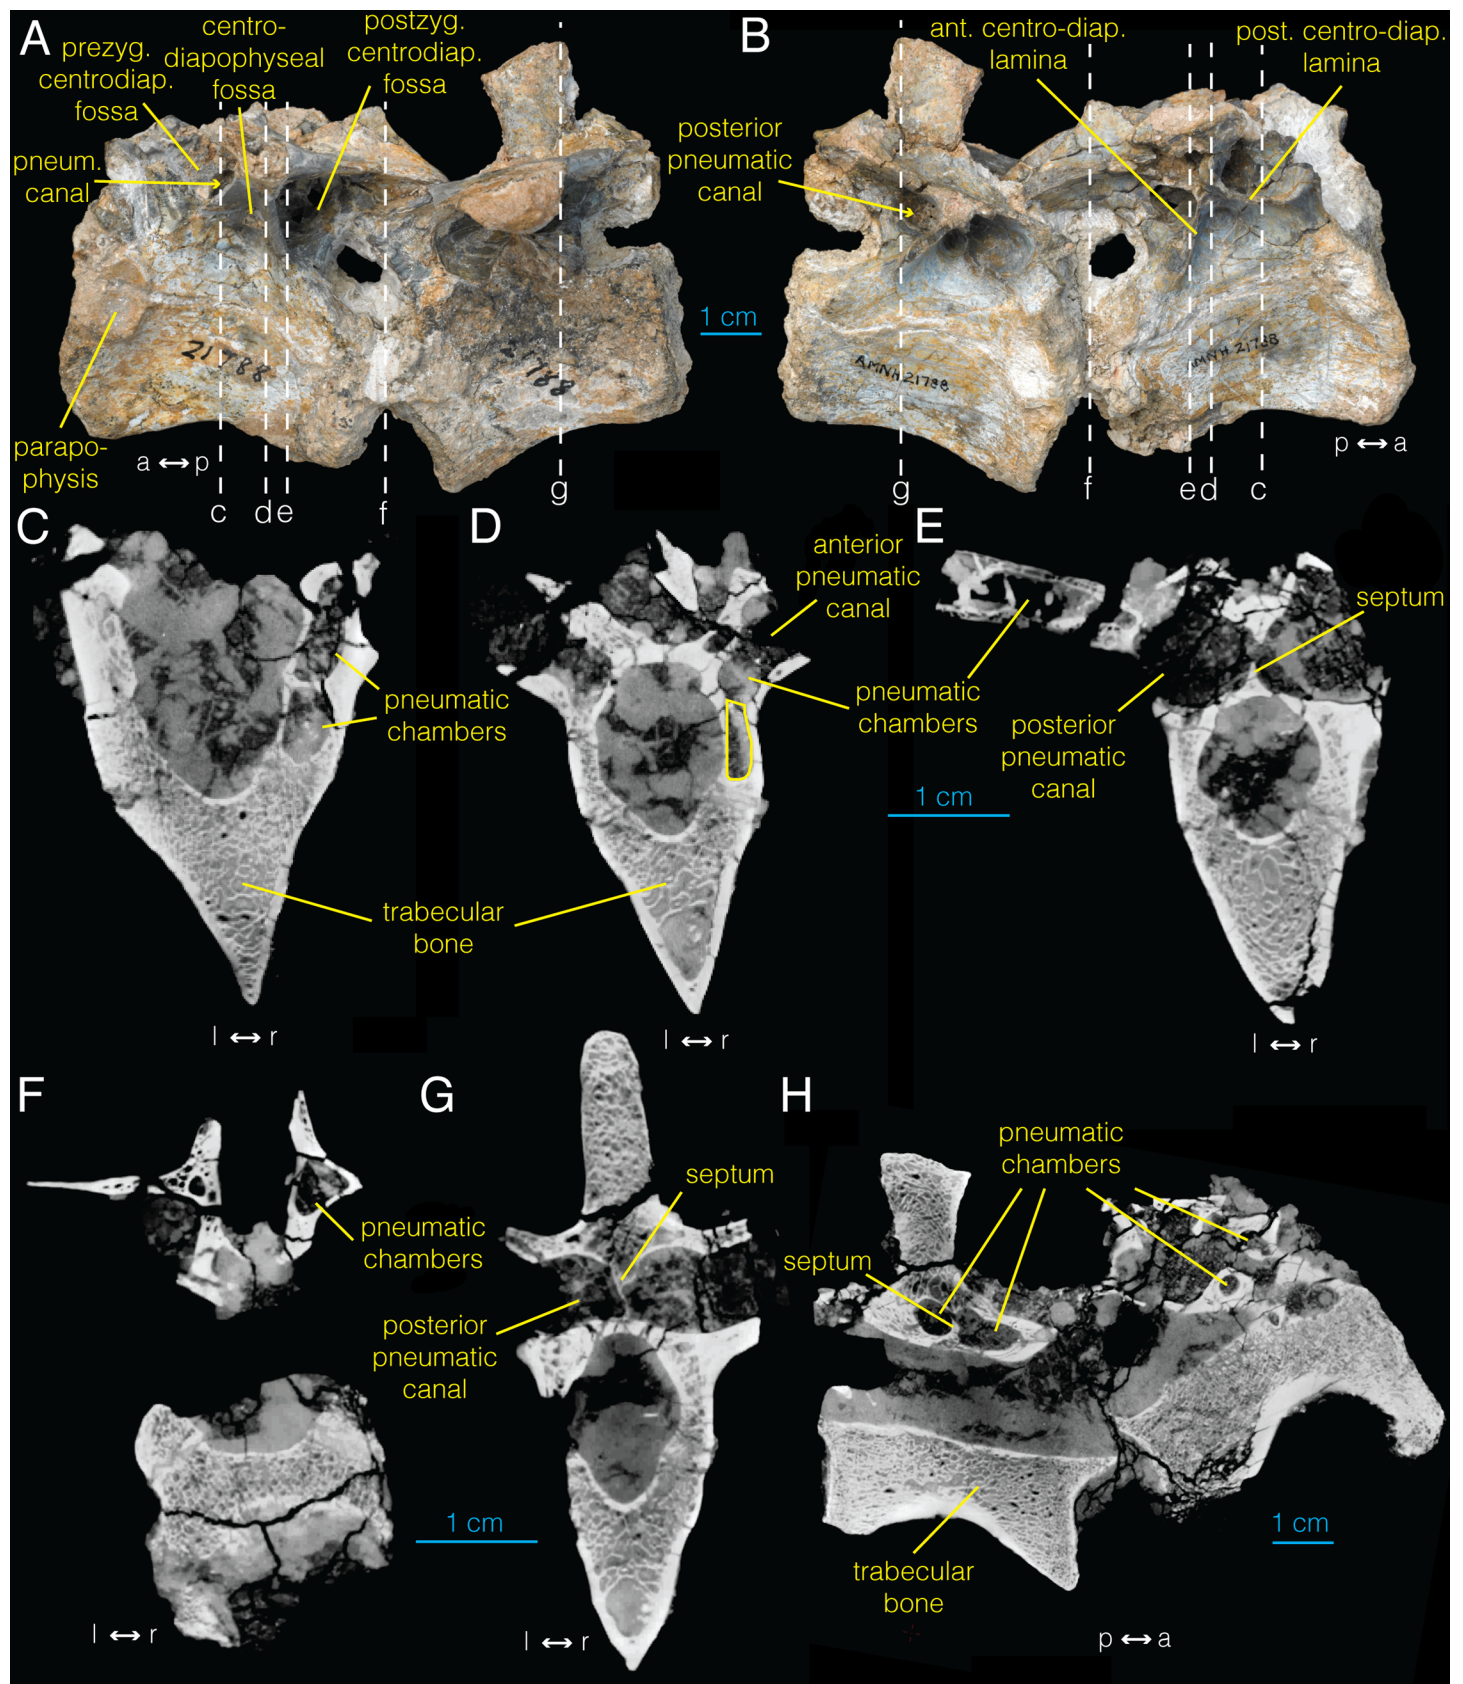 A
prezyg.
centrodiap.
fossa
centro-
diapophyseal
fossa
postzyg.
centrodiap.
fossa
g
pneum.
canal
parapo-
physis
21788
21788
a ↔ p
c
d
e
f
g
1 cm
B
g
ant. centro-diap.
lamina
post. centro-diap.
lamina
f
e
d
c
posterior
pneumatic
canal
AMNH 21788
AMNH 21788
p ↔ a
g
f
e
d
c
C
pneumatic
chambers
trabecular
bone
l ↔ r
D
anterior
pneumatic
canal
pneumatic
chambers
l ↔ r
1 cm
E
septum
posterior
pneumatic
canal
l ↔ r
F
pneumatic
chambers
l ↔ r
G
septum
posterior
pneumatic
canal
1 cm
l ↔ r
H
pneumatic
chambers
septum
trabecular
bone
1 cm
p ↔ a